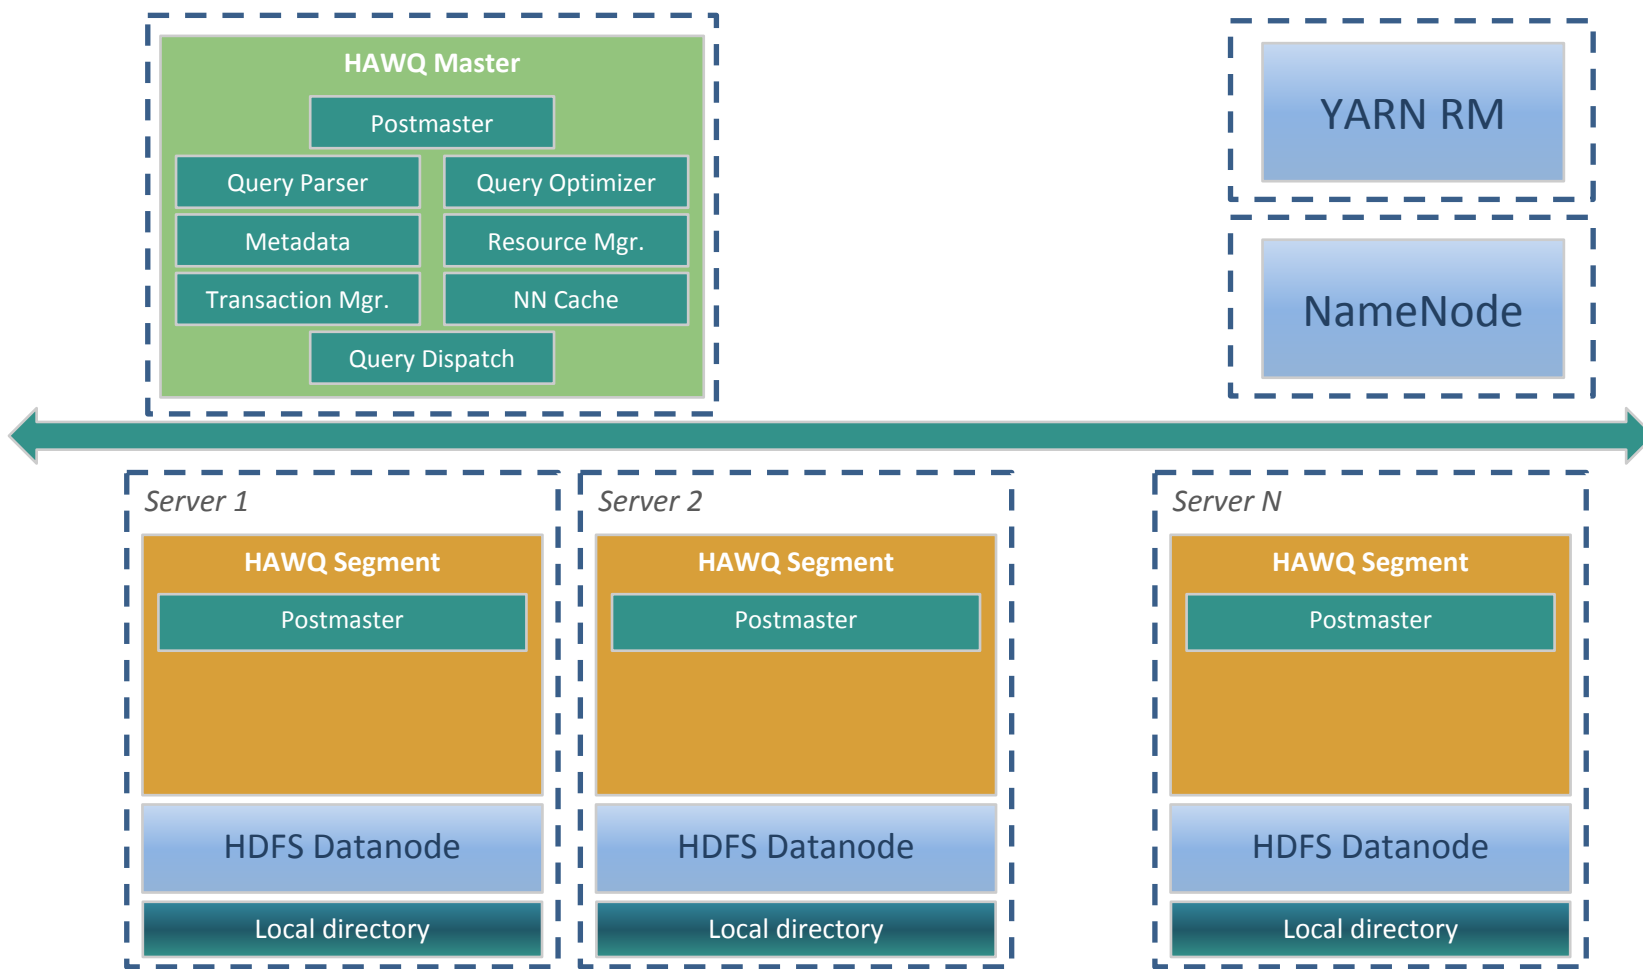 HAWQ Master
Postmaster
Query Parser
Query Optimizer
Metadata
Resource Mgr.
Transaction Mgr.
NN Cache
Query Dispatch
YARN RM
NameNode
Server 1
HAWQ Segment
Postmaster
HDFS Datanode
Local directory
Server 2
HAWQ Segment
Postmaster
HDFS Datanode
Local directory
Server N
HAWQ Segment
Postmaster
HDFS Datanode
Local directory